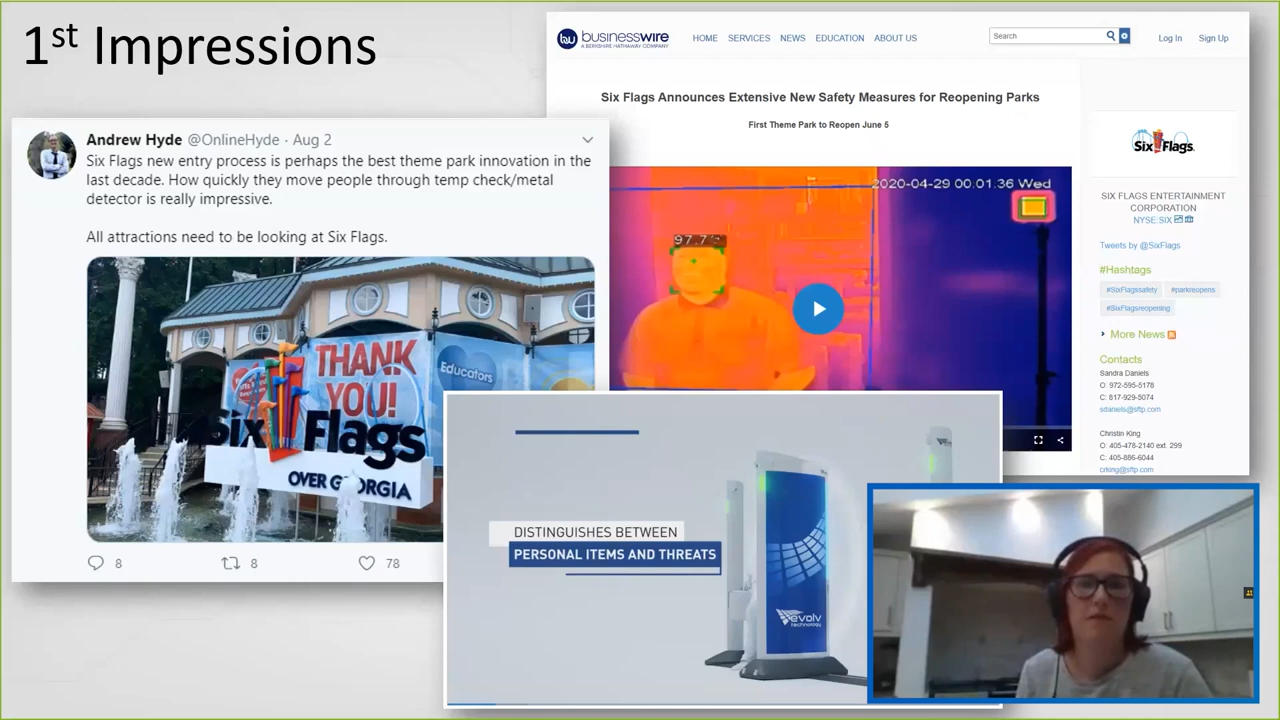 1st Impressions
businesswire
A BERKSHIRE HATHAWAY COMPANY
HOME SERVICES NEWS EDUCATION ABOUT US
Search
Log In Sign Up
Six Flags Announces Extensive New Safety Measures for Reopening Parks
First Theme Park to Reopen June 5
2020-04-29 00:01:36 Wed
97.7°
Six Flags
SIX FLAGS ENTERTAINMENT
CORPORATION
NYSE:SIX
Tweets by @SixFlags
#Hashtags
#SixFlagssafety #parkreopens
#SixFlagsreopening
More News
Contacts
Sandra Daniels
O: 972-595-5178
C: 817-929-5074
sdaniels@sftp.com
Christin King
O: 405-478-2140 ext. 299
C: 405-886-6044
crking@sftp.com
Andrew Hyde @OnlineHyde · Aug 2
Six Flags new entry process is perhaps the best theme park innovation in the
last decade. How quickly they move people through temp check/metal
detector is really impressive.
All attractions need to be looking at Six Flags.
THANK
YOU!
Educators
Six Flags
OVER GEORGIA
8 8 78
DISTINGUISHES BETWEEN
PERSONAL ITEMS AND THREATS
evolv
technology